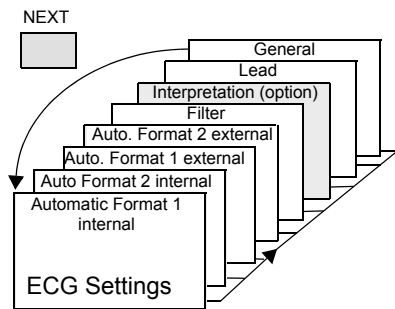 NEXT
General
Lead
Interpretation (option)
Filter
Auto. Format 2 external
Auto. Format 1 external
Auto Format 2 internal
Automatic Format 1
internal
ECG Settings